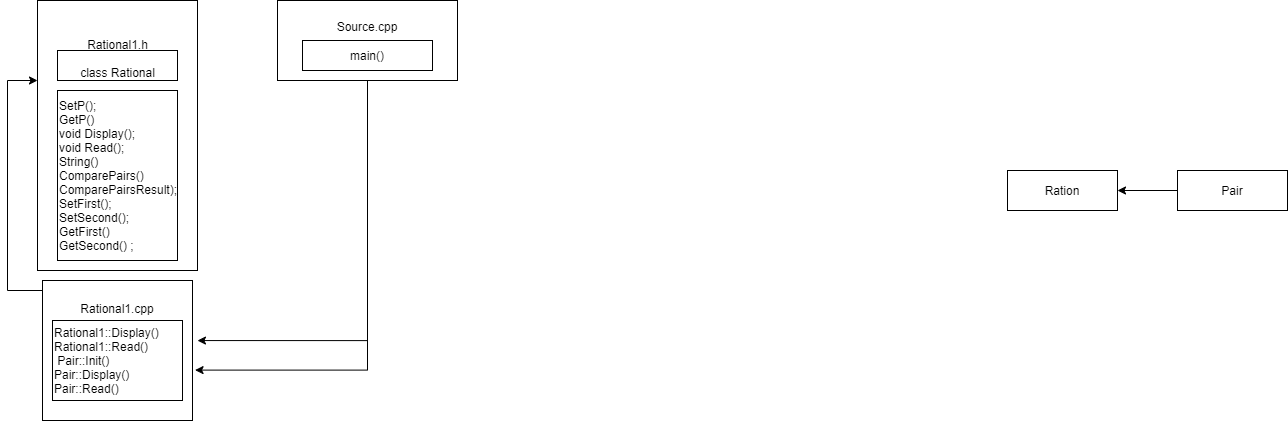 Rational1.h
class Rational
SetP();
GetP()
void Display();
void Read();
String()
ComparePairs()
ComparePairsResult);
SetFirst();
SetSecond();
GetFirst()
GetSecond() ;
Source.cpp
main()
Rational1.cpp
Rational1::Display()
Rational1::Read()
Pair::Init()
Pair::Display()
Pair::Read()
Ration
Pair